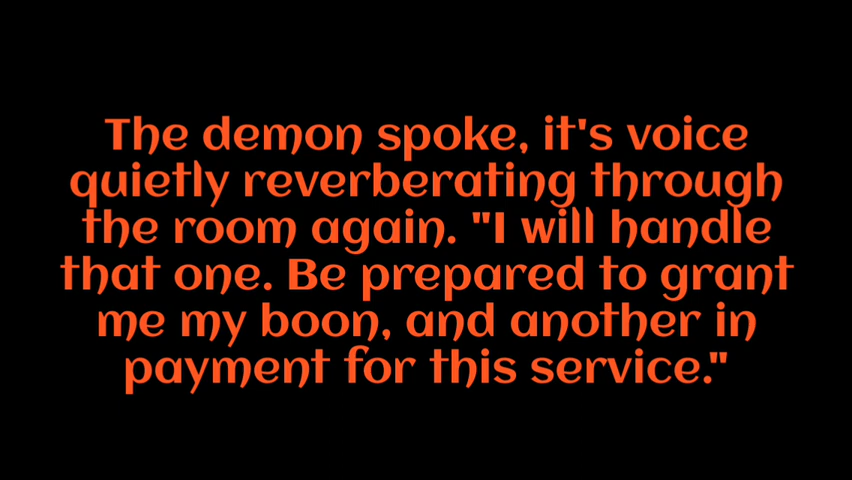 The demon spoke, it's voice
quietly reverberating through
the room again. "I will handle
that one. Be prepared to grant
me my boon, and another in
payment for this service."